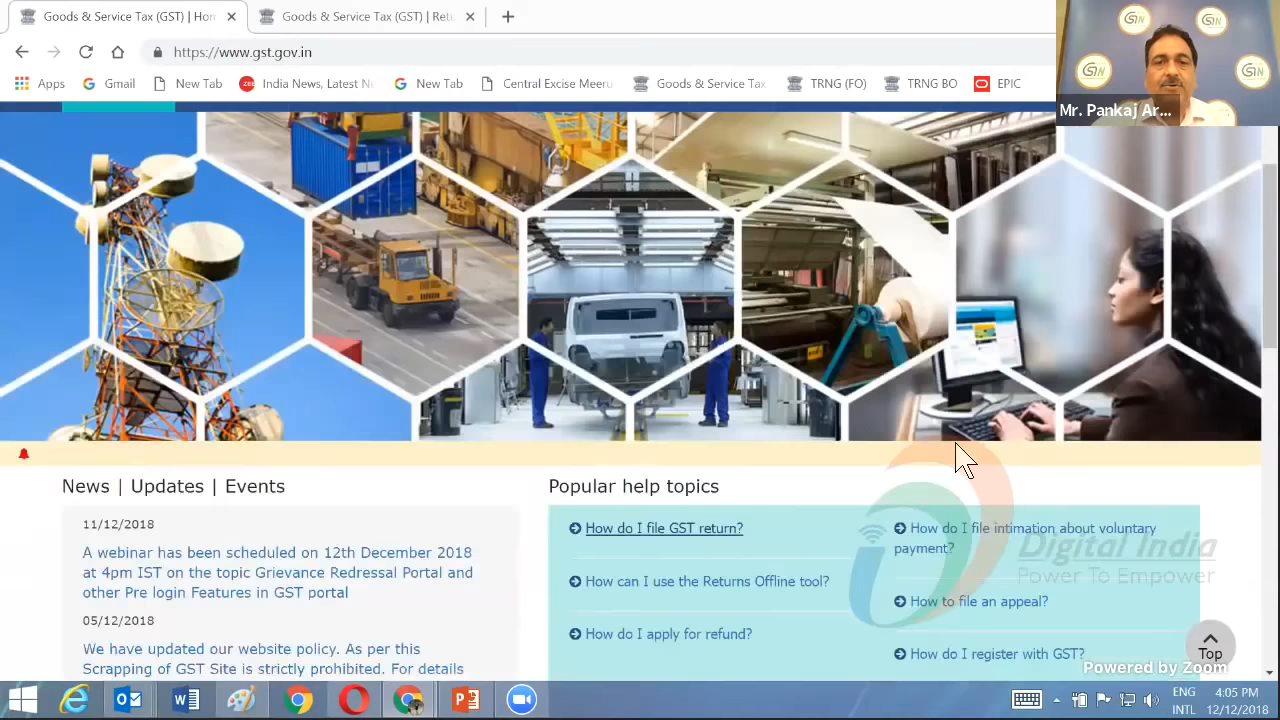 Goods & Service Tax (GST) | Hon
Goods & Service Tax (GST) | Retu
https://www.gst.gov.in
Apps
Gmail
New Tab
India News, Latest N
New Tab
Central Excise Meeru
Goods & Service Tax
TRNG (FO)
TRNG BO
EPIC
Mr. Pankaj Ar...
News | Updates | Events
11/12/2018
A webinar has been scheduled on 12th December 2018
at 4pm IST on the topic Grievance Redressal Portal and
other Pre login Features in GST portal
05/12/2018
We have updated our website policy. As per this
Scrapping of GST Site is strictly prohibited. For details
Popular help topics
How do I file GST return?
How can I use the Returns Offline tool?
How do I apply for refund?
How do I file intimation about voluntary
payment?
How to file an appeal?
How do I register with GST?
Digital India
Power To Empower
Top
Powered by Zoom
ENG
INTL
4:05 PM
12/12/2018